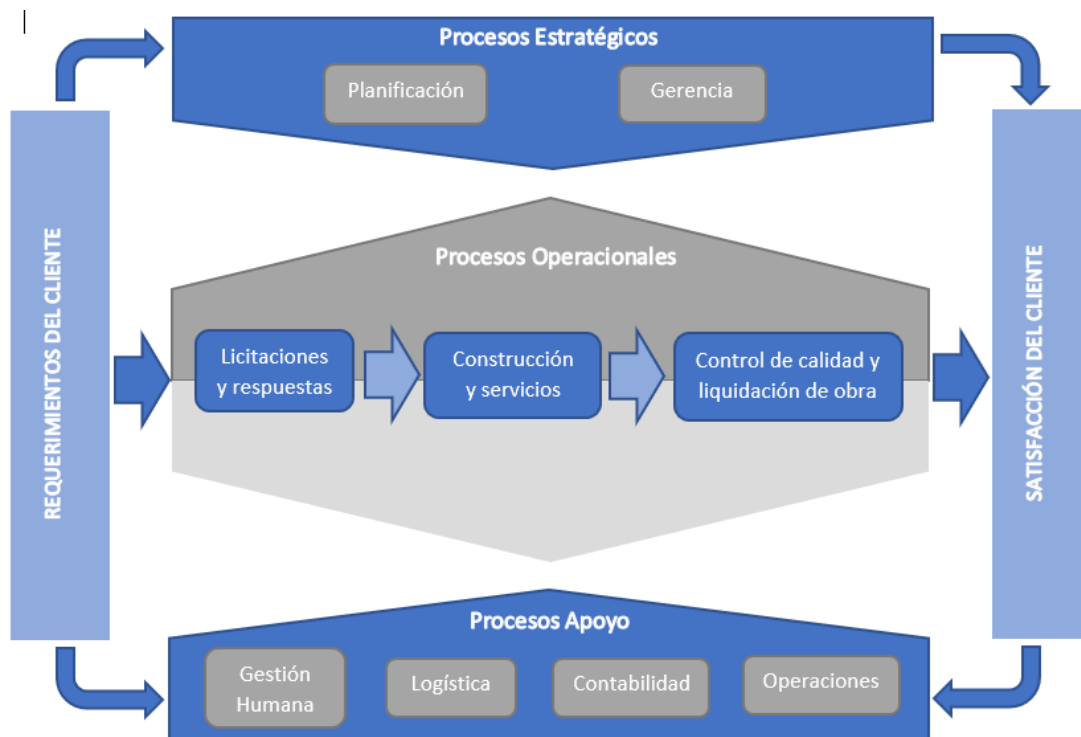 Procesos Estratégicos
Planificación
Gerencia
REQUERIMIENTOS DEL CLIENTE
Procesos Operacionales
Licitaciones
y respuestas
Construcción
y servicios
Control de calidad y
liquidación de obra
SATISFACCIÓN DEL CLIENTE
Procesos Apoyo
Gestión
Humana
Logística
Contabilidad
Operaciones